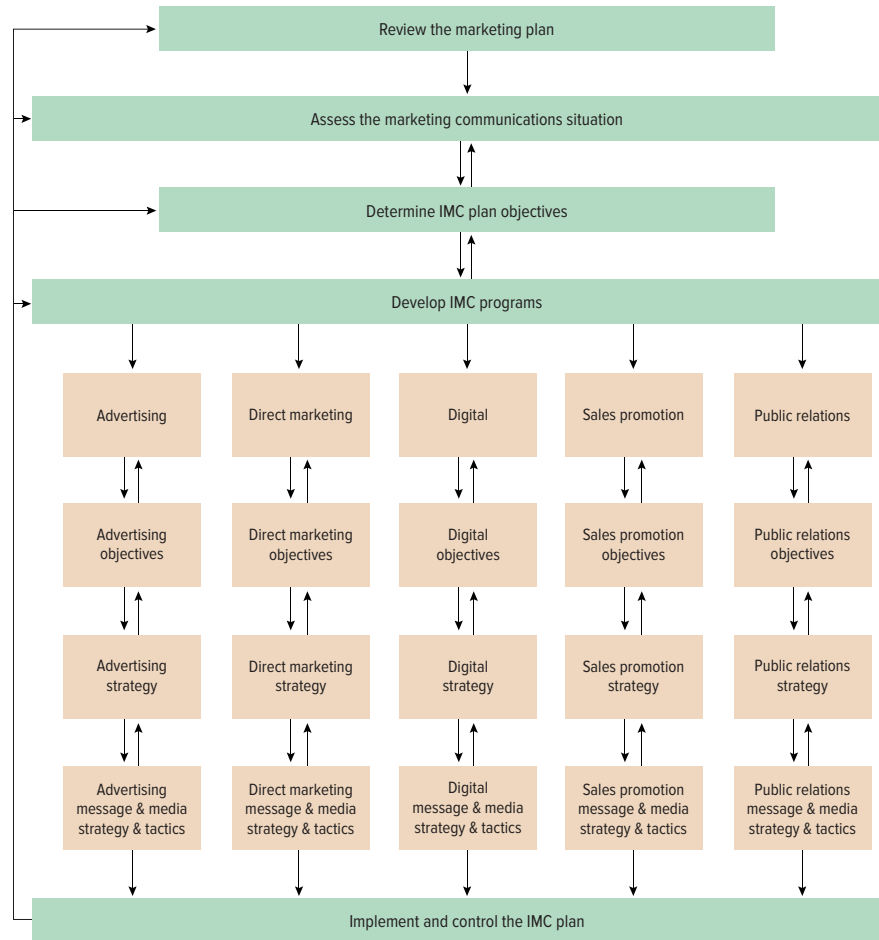 Review the marketing plan
Assess the marketing communications situation
Determine IMC plan objectives
Develop IMC programs
Advertising
Direct marketing
Digital
Sales promotion
Public relations
Advertising
objectives
Direct marketing
objectives
Digital
objectives
Sales promotion
objectives
Public relations
objectives
Advertising
strategy
Direct marketing
strategy
Digital
strategy
Sales promotion
strategy
Public relations
strategy
Advertising
message & media
strategy & tactics
Direct marketing
message & media
strategy & tactics
Digital
message & media
strategy & tactics
Sales promotion
message & media
strategy & tactics
Public relations
message & media
strategy & tactics
Implement and control the IMC plan